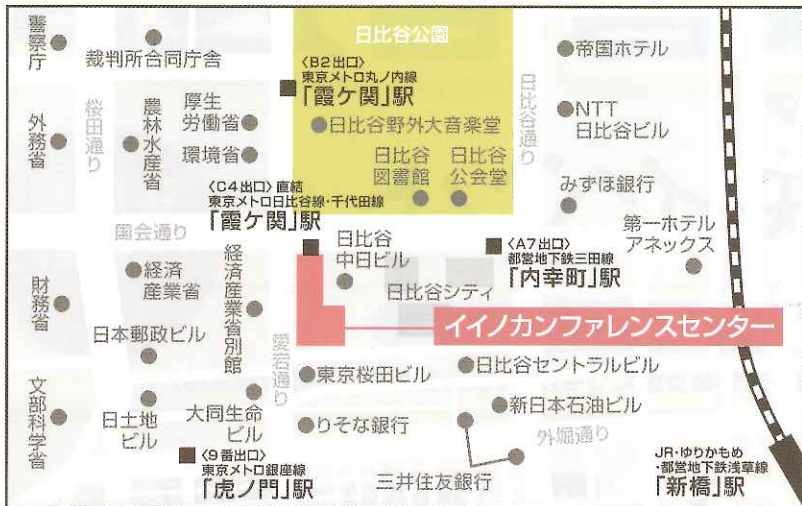 警察庁
裁判所合同庁舎
日比谷公園
帝国ホテル
〈B2出口〉
東京メトロ丸ノ内線
「霞ケ関」駅
日比谷通り
NTT
日比谷ビル
外務省
桜田通り
農林水産省
厚生
労働省
環境省
日比谷野外大音楽堂
日比谷
図書館
日比谷
公会堂
みずほ銀行
〈C4出口〉直結
東京メトロ日比谷線・千代田線
「霞ケ関」駅
国会通り
第一ホテル
アネックス
日比谷
中日ビル
〈A7出口〉
都営地下鉄三田線
「内幸町」駅
財務省
経済
産業省
経済産業省別館
日比谷シティ
イイノカンファレンスセンター
日本郵政ビル
愛宕通り
東京桜田ビル
日比谷セントラルビル
文部科学省
日土地
ビル
大同生命
ビル
りそな銀行
新日本石油ビル
外堀通り
〈9番出口〉
東京メトロ銀座線
「虎ノ門」駅
三井住友銀行
JR・ゆりかもめ
・都営地下鉄浅草線
「新橋」駅